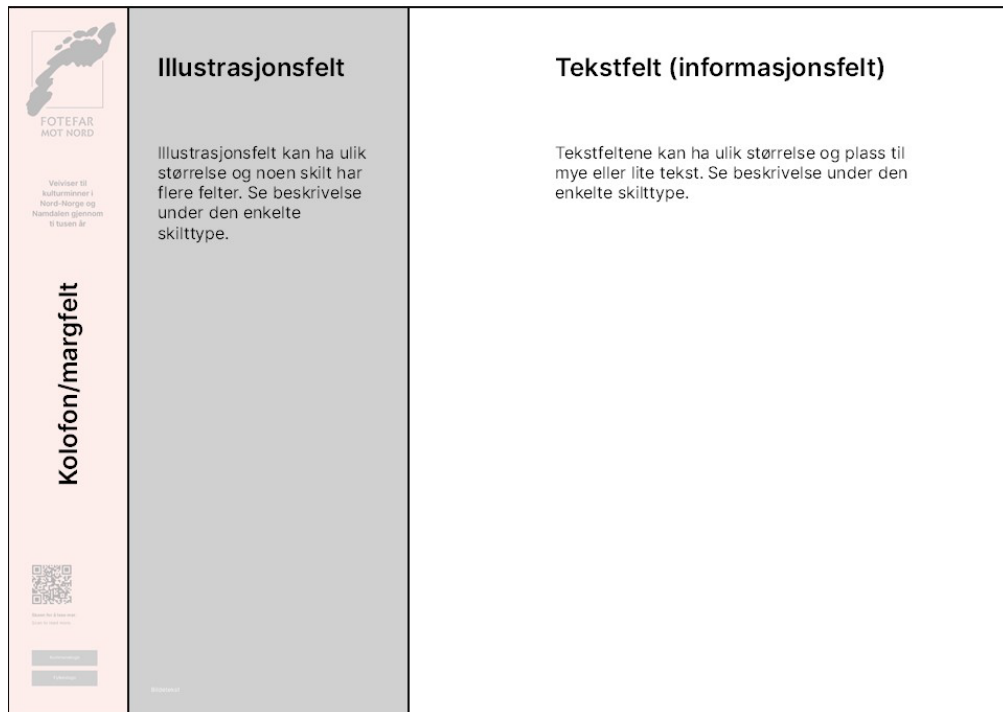 FOTEFAR
MOT NORD
Veiviser til
kulturminner i
Nord-Norge og
Namdalen gjennom
ti tusen år
Kolofon/margfelt
Illustrasjonsfelt
Illustrasjonsfelt kan ha ulik
størrelse og noen skilt har
flere felter. Se beskrivelse
under den enkelte
skilttype.
Tekstfelt (informasjonsfelt)
Tekstfeltene kan ha ulik størrelse og plass til
mye eller lite tekst. Se beskrivelse under den
enkelte skilttype.